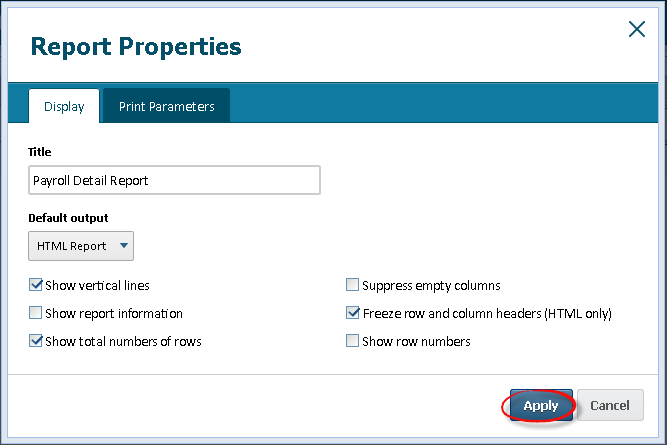 Report Properties
Display Print Parameters
Title
Payroll Detail Report
Default output
HTML Report
Show vertical lines Suppress empty columns
Show report information Freeze row and column headers (HTML only)
Show total numbers of rows Show row numbers
Apply Cancel